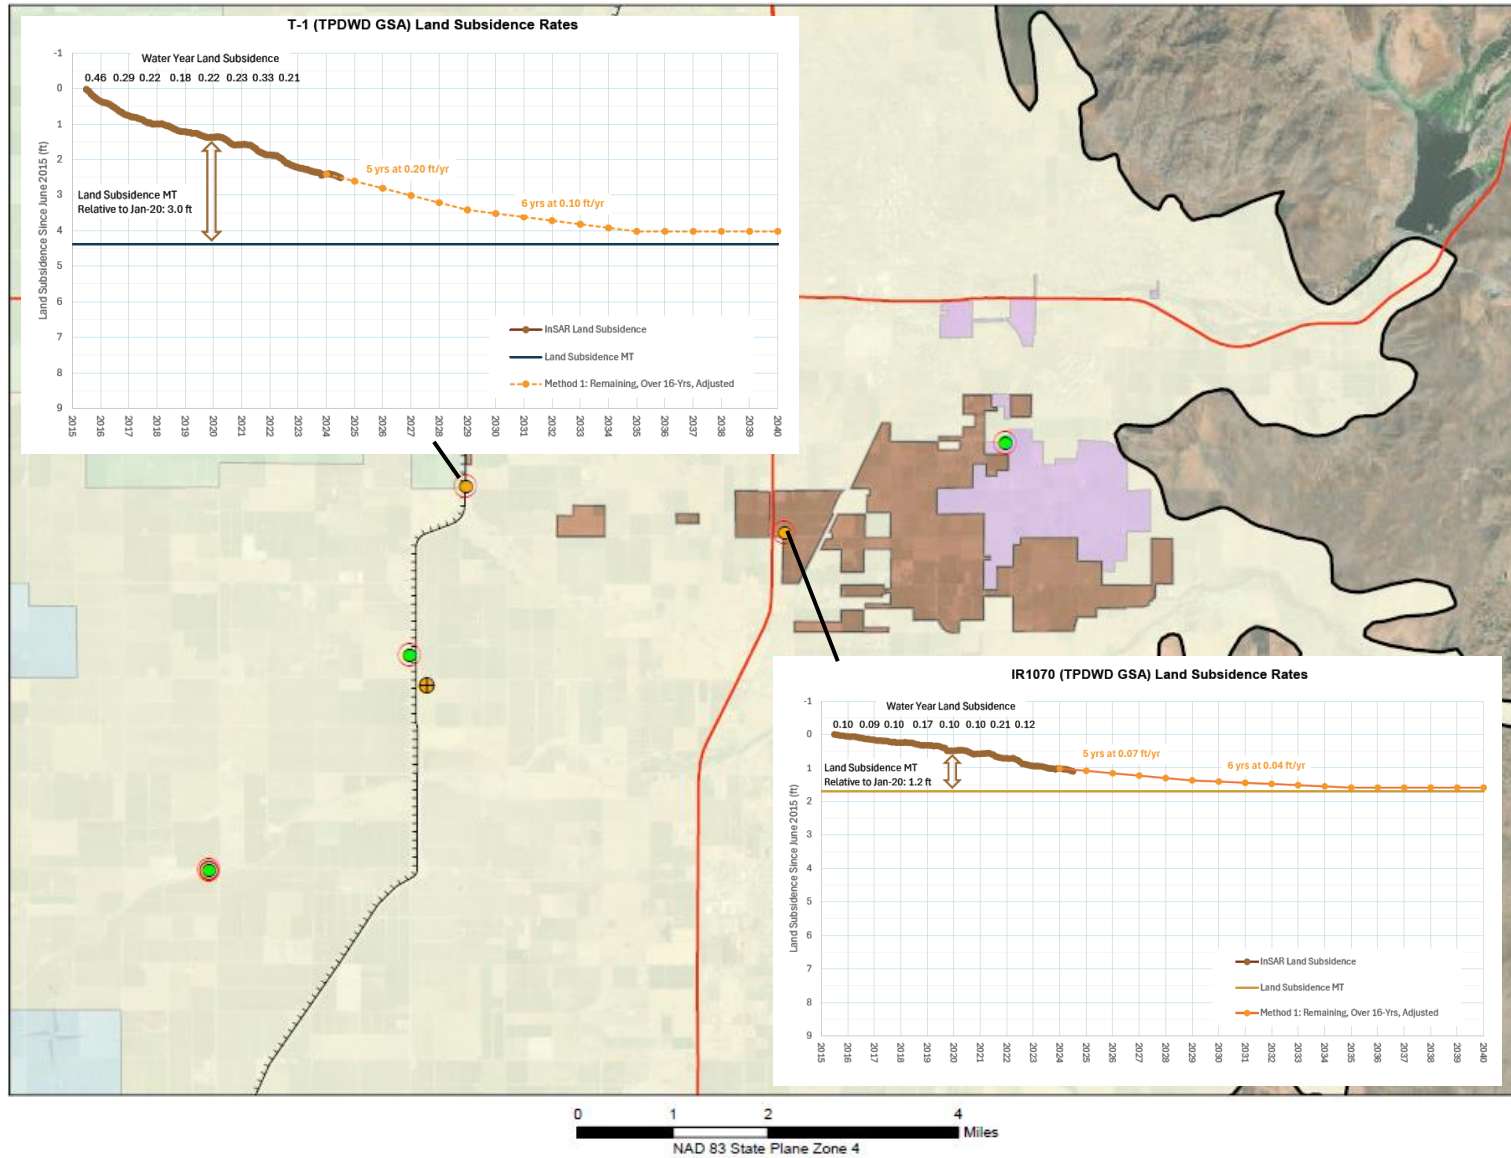 T-1 (TPDWD GSA) Land Subsidence Rates
Water Year Land Subsidence
0.46 0.29 0.22 0.18 0.22 0.23 0.33 0.21
-1
0
1
2
3
4
5
6
7
8
9
Land Subsidence Since June 2015 (ft)
5 yrs at 0.20 ft/yr
6 yrs at 0.10 ft/yr
Land Subsidence MT
Relative to Jan-20: 3.0 ft
InSAR Land Subsidence
Land Subsidence MT
Method 1: Remaining, Over 16-Yrs, Adjusted
2015 2016 2017 2018 2019 2020 2021 2022 2023 2024 2025 2026 2027 2028 2029 2030 2031 2032 2033 2034 2035 2036 2037 2038 2039 2040
IR1070 (TPDWD GSA) Land Subsidence Rates
Water Year Land Subsidence
0.10 0.09 0.10 0.17 0.10 0.10 0.21 0.12
-1
0
1
2
3
4
5
6
7
8
9
Land Subsidence Since June 2015 (ft)
5 yrs at 0.07 ft/yr
6 yrs at 0.04 ft/yr
Land Subsidence MT
Relative to Jan-20: 1.2 ft
InSAR Land Subsidence
Land Subsidence MT
Method 1: Remaining, Over 16-Yrs, Adjusted
2015 2016 2017 2018 2019 2020 2021 2022 2023 2024 2025 2026 2027 2028 2029 2030 2031 2032 2033 2034 2035 2036 2037 2038 2039 2040
0 1 2 4
Miles
NAD 83 State Plane Zone 4